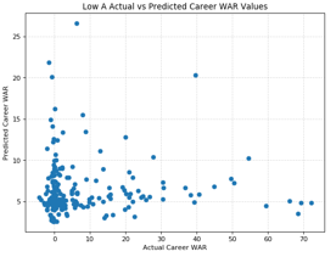 Low A Actual vs Predicted Career WAR Values
25
20
15
10
5
Predicted Career WAR
0 10 20 30 40 50 60 70
Actual Career WAR